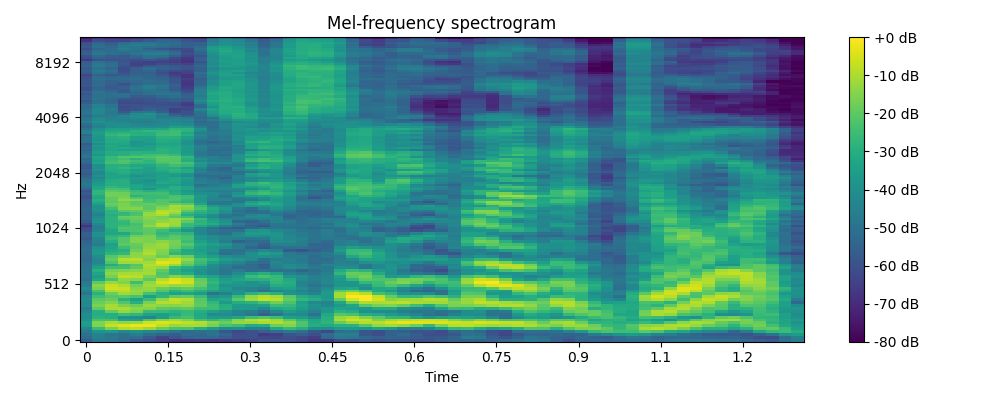 Mel-frequency spectrogram
8192
4096
2048
1024
512
0
Hz
0
0.15
0.3
0.45
0.6
0.75
0.9
1.1
1.2
Time
+0 dB
-10 dB
-20 dB
-30 dB
-40 dB
-50 dB
-60 dB
-70 dB
-80 dB